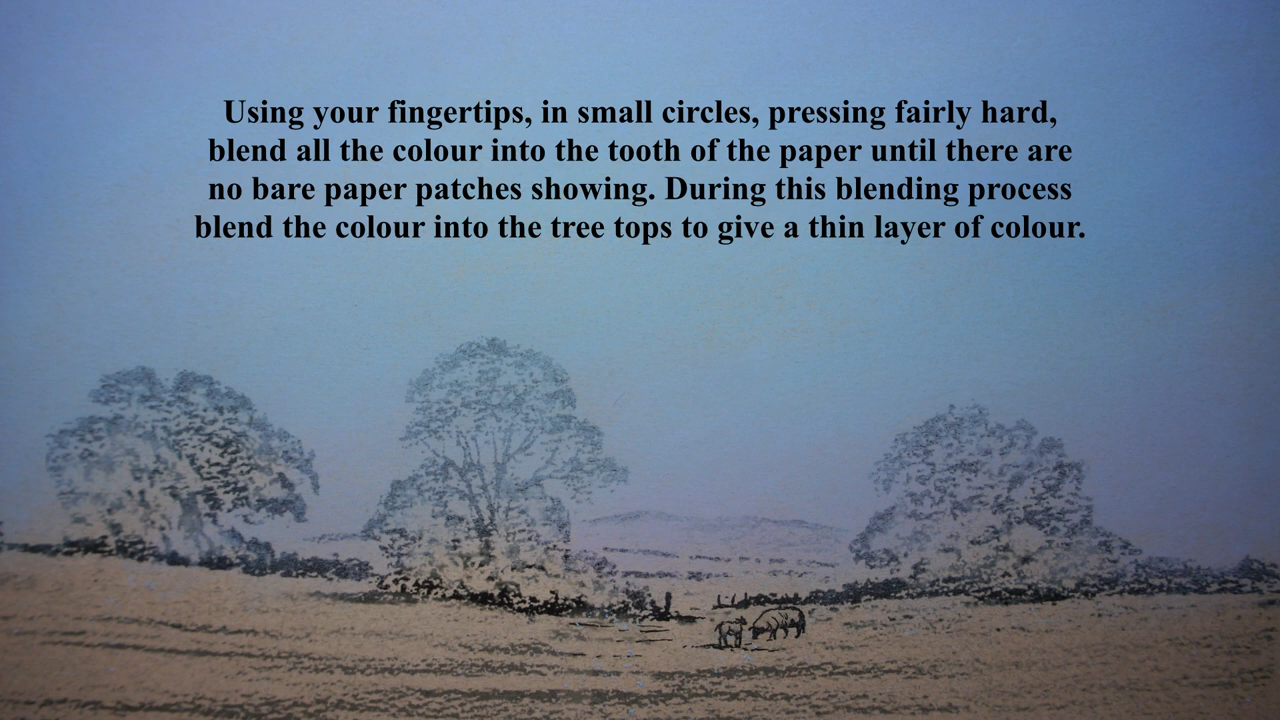 Using your fingertips, in small circles, pressing fairly hard,
blend all the colour into the tooth of the paper until there are
no bare paper patches showing. During this blending process
blend the colour into the tree tops to give a thin layer of colour.